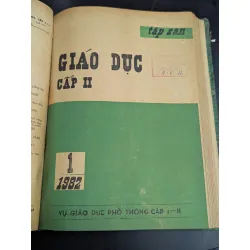 tập san
GIÁO DỤC
CẤP II
1
1982
VỤ GIÁO DỤC PHỔ THÔNG CẤP I-II